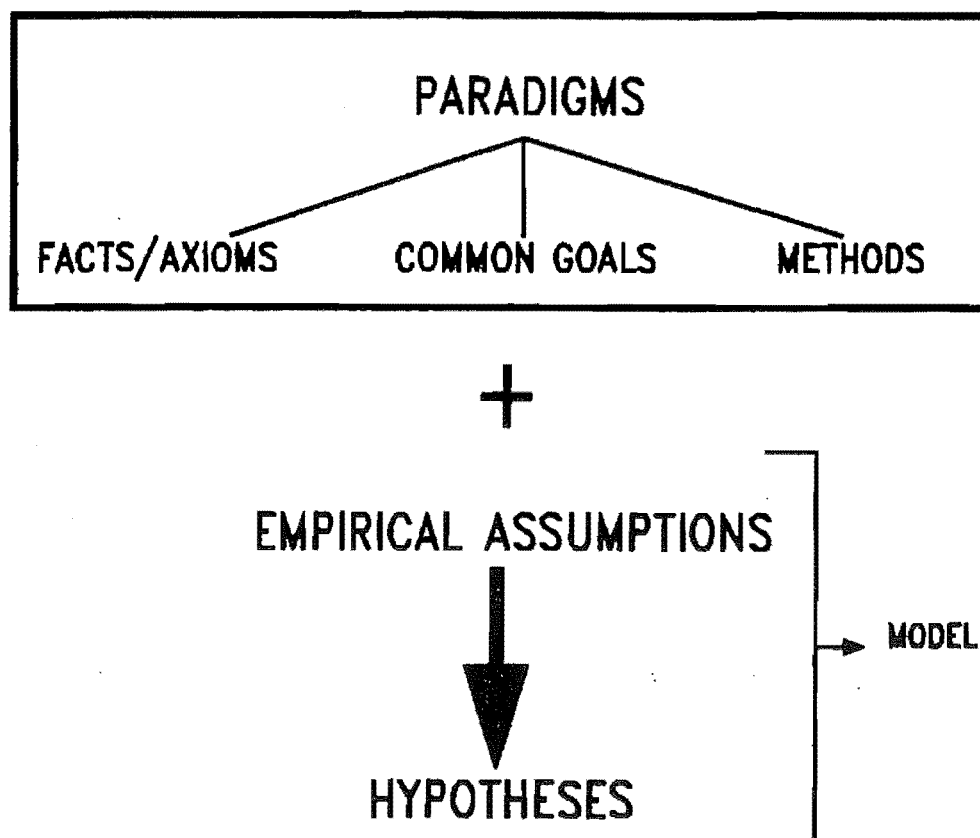 PARADIGMS
FACTS/AXIOMS COMMON GOALS METHODS
+
EMPIRICAL ASSUMPTIONS
MODEL
HYPOTHESES